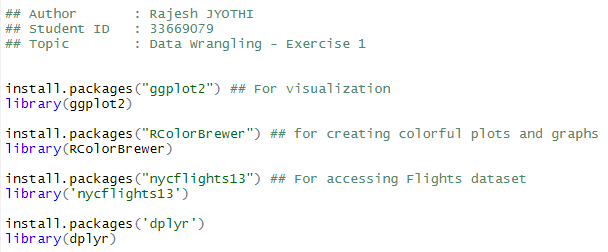 ## Author : Rajesh JYOTHI
## Student ID : 33669079
## Topic : Data Wrangling - Exercise 1
install.packages("ggplot2") ## For visualization
library(ggplot2)
install.packages("RColorBrewer") ## for creating colorful plots and graphs
library(RColorBrewer)
install.packages("nycflights13") ## For accessing Flights dataset
library('nycflights13')
install.packages('dplyr')
library(dplyr)